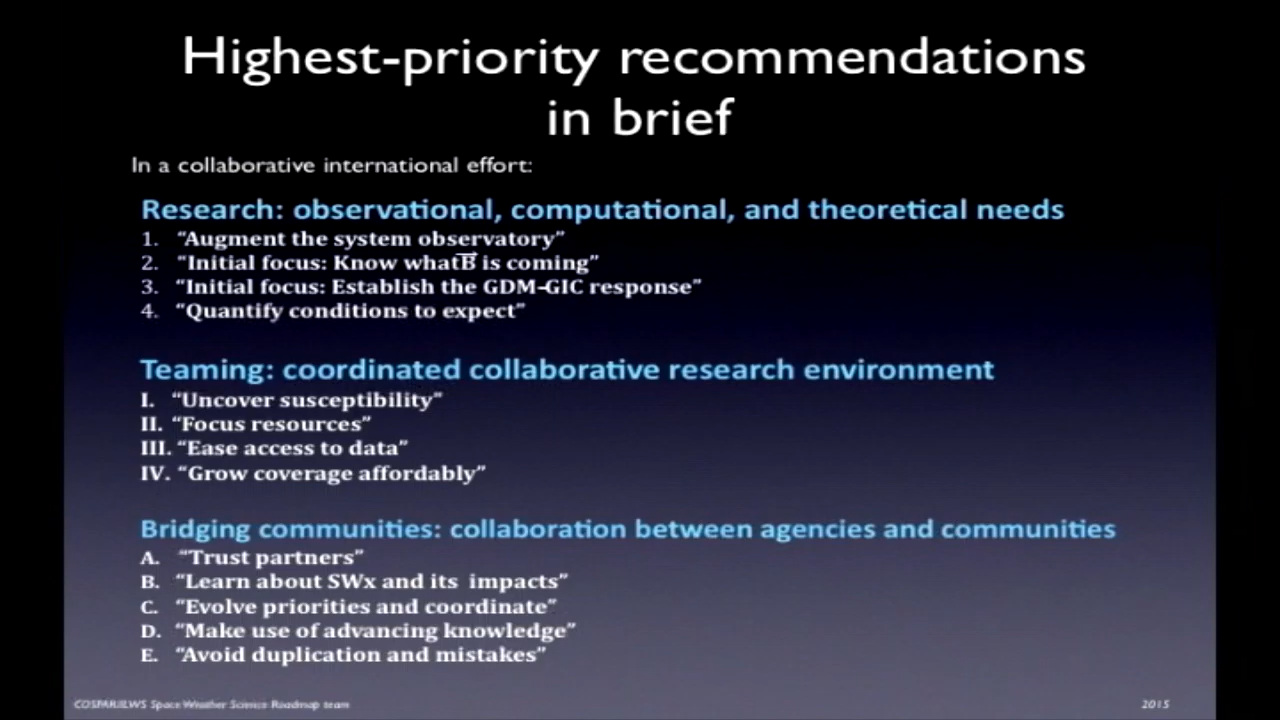 Highest-priority recommendations
in brief
In a collaborative international effort:
Research: observational, computational, and theoretical needs
1. “Augment the system observatory”
2. “Initial focus: Know what B⃗ is coming”
3. “Initial focus: Establish the GDM-GIC response”
4. “Quantify conditions to expect”
Teaming: coordinated collaborative research environment
I. “Uncover susceptibility”
II. “Focus resources”
III. “Ease access to data”
IV. “Grow coverage affordably”
Bridging communities: collaboration between agencies and communities
A. “Trust partners”
B. “Learn about SWx and its impacts”
C. “Evolve priorities and coordinate”
D. “Make use of advancing knowledge”
E. “Avoid duplication and mistakes”
COSPAR/ILWS Space Weather Science Roadmap team
2015